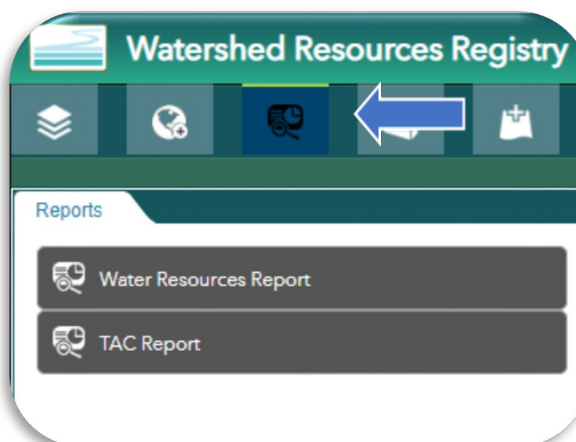 Watershed Resources Registry
Reports
Water Resources Report
TAC Report